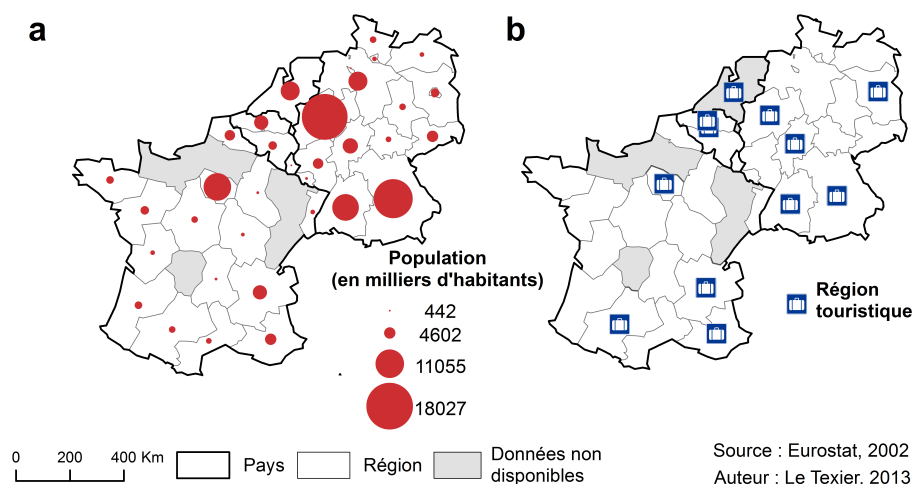 a
b
Population
(en milliers d'habitants)
442
4602
11055
18027
Région
touristique
0 200 400 Km
Pays
Région
Données non
disponibles
Source : Eurostat, 2002
Auteur : Le Texier, 2013